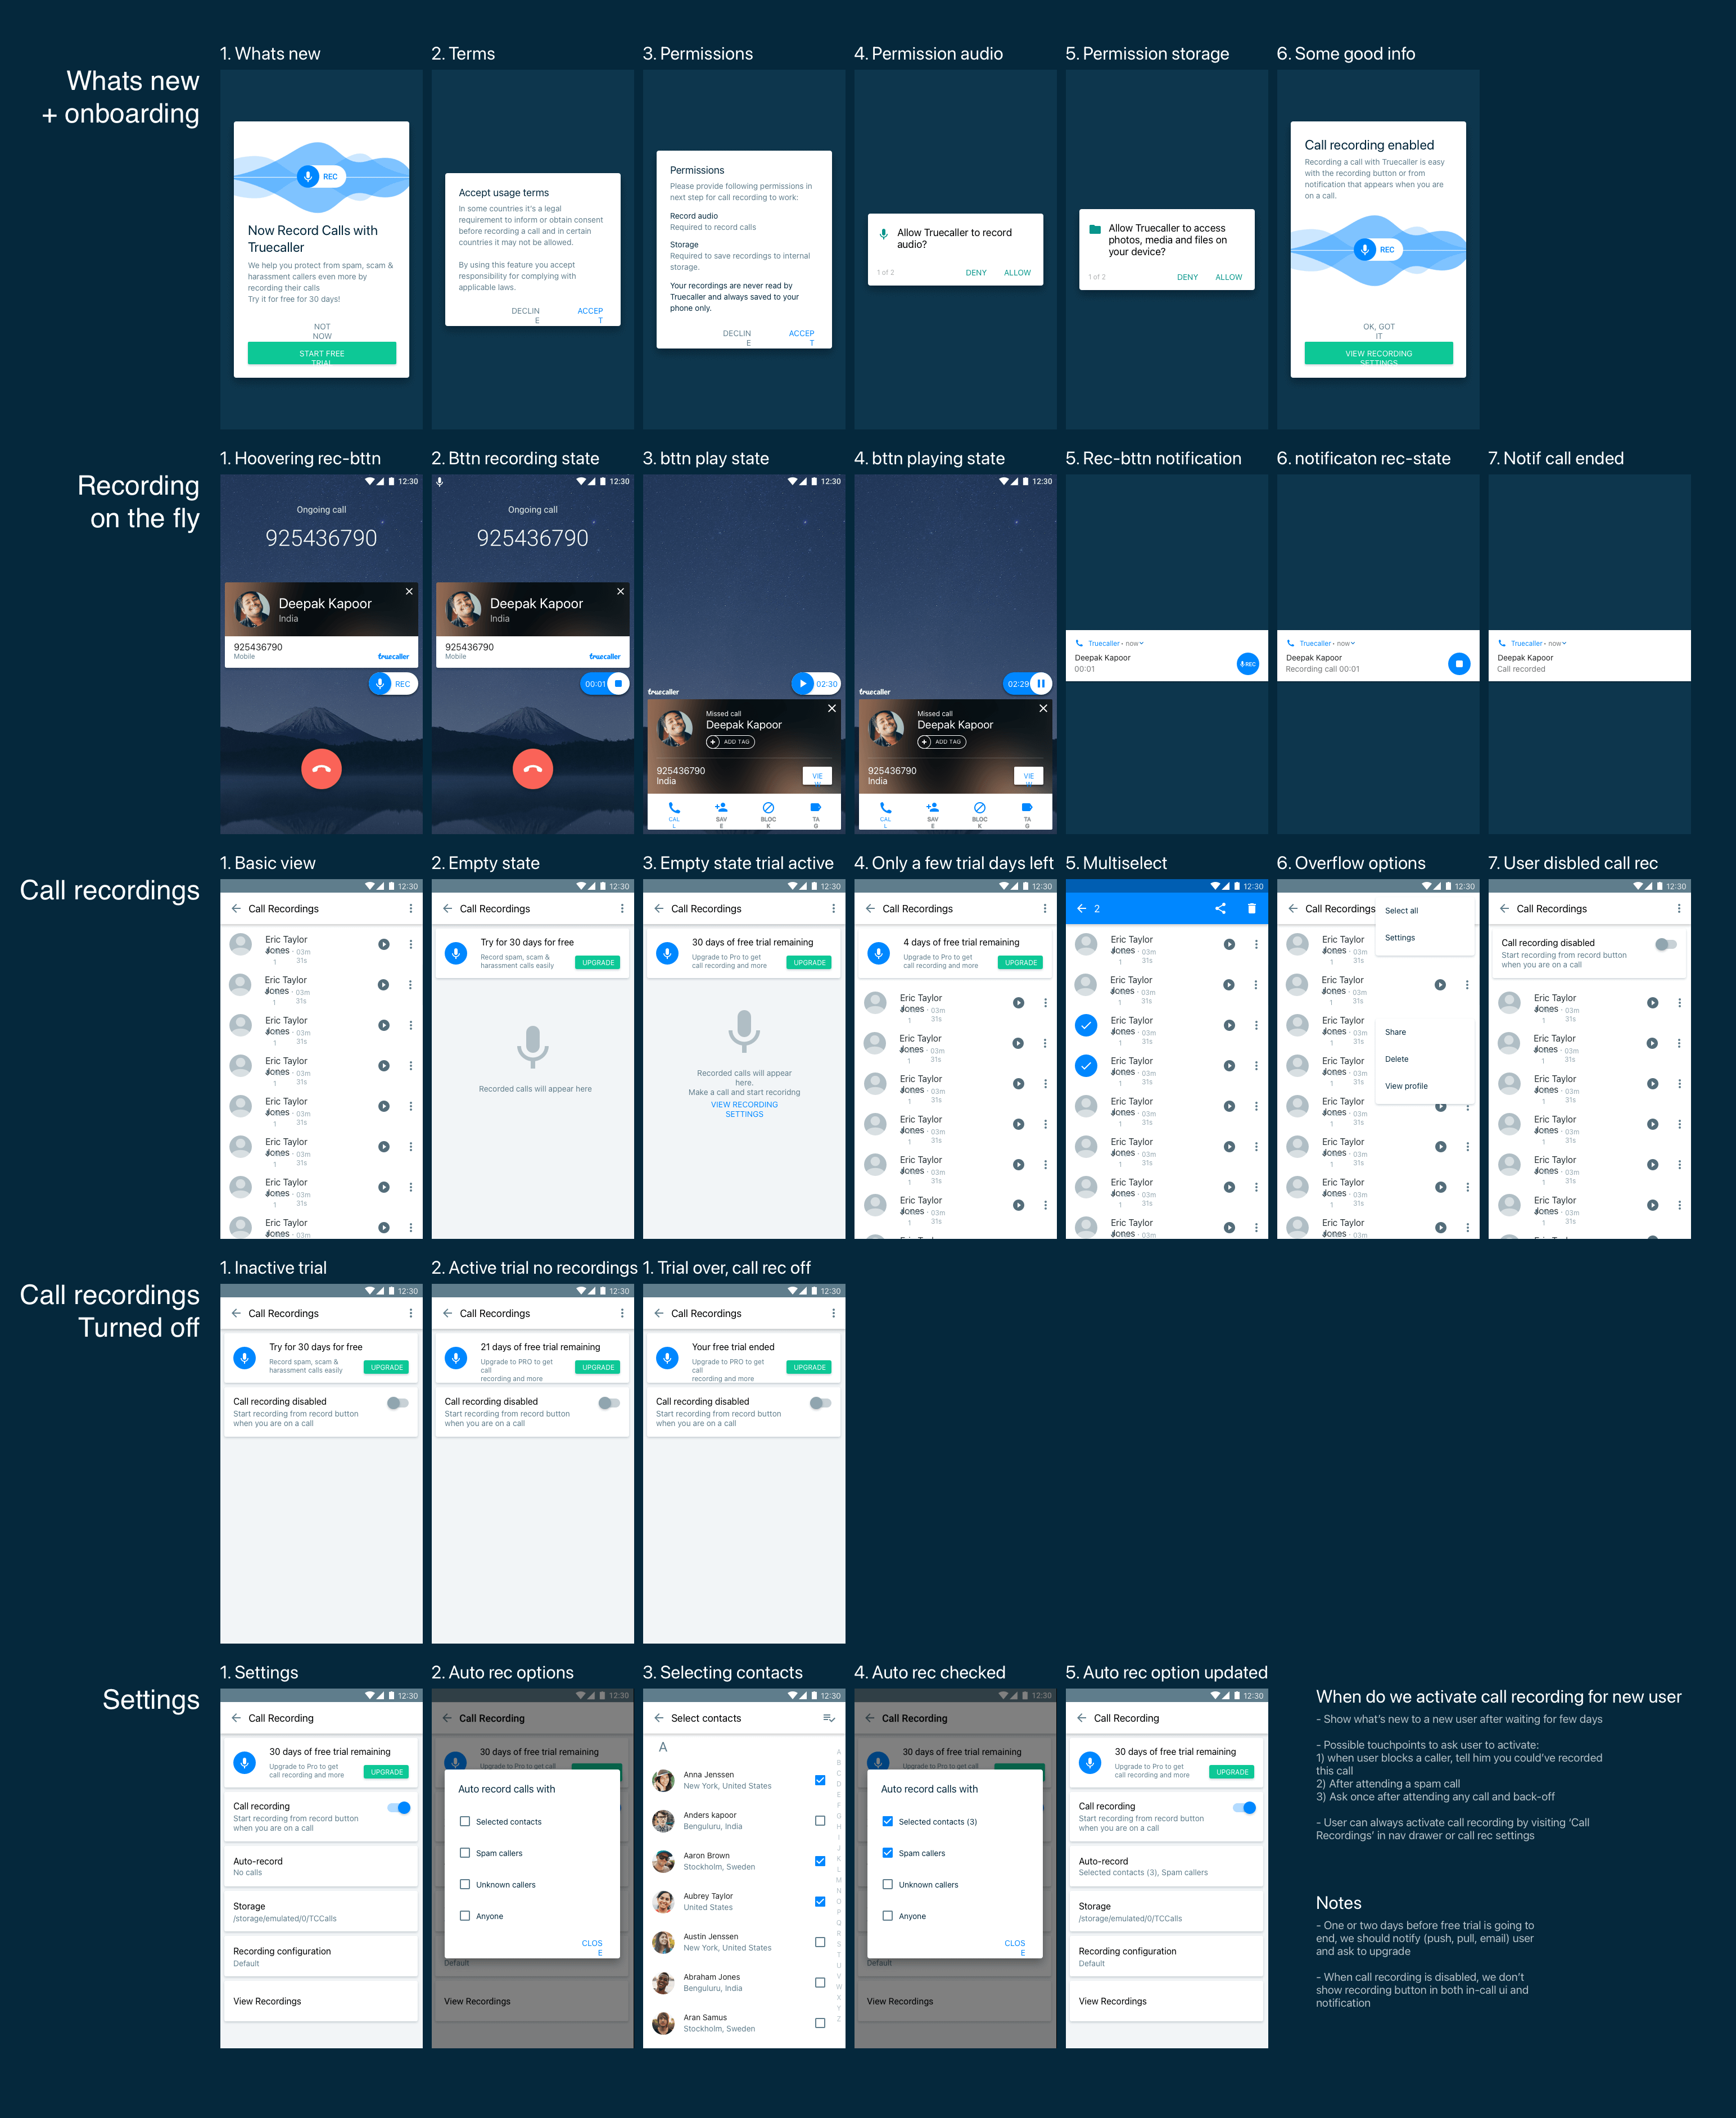 Whats new
+ onboarding
1. Whats new
REC
Now Record Calls with
Truecaller
We help you protect from spam, scam &
harassment callers even more by
recording their calls
Try it for free for 30 days!
NOT
NOW
START FREE
TRIAL
2. Terms
Accept usage terms
In some countries it's a legal
requirement to inform or obtain consent
before recording a call and in certain
countries it may not be allowed.
By using this feature you accept
responsibility for complying with
applicable laws.
DECLIN
E
ACCEP
T
3. Permissions
Permissions
Please provide following permissions in
next step for call recording to work:
Record audio
Required to record calls
Storage
Required to save recordings to internal
storage.
Your recordings are never read by
Truecaller and always saved to your
phone only.
DECLIN
E
ACCEP
T
4. Permission audio
Allow Truecaller to record
audio?
1 of 2 DENY ALLOW
5. Permission storage
Allow Truecaller to access
photos, media and files on
your device?
1 of 2 DENY ALLOW
6. Some good info
Call recording enabled
Recording a call with Truecaller is easy
with the recording button or from
notification that appears when you are
on a call.
REC
OK, GOT
IT
VIEW RECORDING
SETTINGS
Recording
on the fly
1. Hoovering rec-bttn
12:30
Ongoing call
925436790
Deepak Kapoor
India
925436790
Mobile
truecaller
REC
2. Bttn recording state
12:30
Ongoing call
925436790
Deepak Kapoor
India
925436790
Mobile
truecaller
00:01
3. bttn play state
12:30
02:30
truecaller
Missed call
Deepak Kapoor
+ ADD TAG
925436790
India
VIE
W
CAL
L
SAV
E
BLOC
K
TA
G
4. bttn playing state
12:30
02:29
truecaller
Missed call
Deepak Kapoor
+ ADD TAG
925436790
India
VIE
W
CAL
L
SAV
E
BLOC
K
TA
G
5. Rec-bttn notification
Truecaller • now
Deepak Kapoor
00:01
REC
6. notificaton rec-state
Truecaller • now
Deepak Kapoor
Recording call 00:01
7. Notif call ended
Truecaller • now
Deepak Kapoor
Call recorded
Call recordings
1. Basic view
12:30
Call Recordings
Eric Taylor
Jones · 03m
1 31s
Eric Taylor
Jones · 03m
1 31s
Eric Taylor
Jones · 03m
1 31s
Eric Taylor
Jones · 03m
1 31s
Eric Taylor
Jones · 03m
1 31s
Eric Taylor
Jones · 03m
1 31s
Eric Taylor
Jones · 03m
1 31s
Eric Taylor
Jones · 03m
2. Empty state
12:30
Call Recordings
Try for 30 days for free
Record spam, scam &
harassment calls easily
UPGRADE
Recorded calls will appear here
3. Empty state trial active
12:30
Call Recordings
30 days of free trial remaining
Upgrade to Pro to get
call recording and more
UPGRADE
Recorded calls will appear
here.
Make a call and start recoridng
VIEW RECORDING
SETTINGS
4. Only a few trial days left
12:30
Call Recordings
4 days of free trial remaining
Upgrade to Pro to get
call recording and more
UPGRADE
Eric Taylor
Jones · 03m
1 31s
Eric Taylor
Jones · 03m
1 31s
Eric Taylor
Jones · 03m
1 31s
Eric Taylor
Jones · 03m
1 31s
Eric Taylor
Jones · 03m
1 31s
Eric Taylor
Jones · 03m
1 31s
5. Multiselect
12:30
2
Eric Taylor
Jones · 03m
1 31s
Eric Taylor
Jones · 03m
1 31s
Eric Taylor
Jones · 03m
1 31s
Eric Taylor
Jones · 03m
1 31s
Eric Taylor
Jones · 03m
1 31s
Eric Taylor
Jones · 03m
1 31s
Eric Taylor
Jones · 03m
1 31s
Eric Taylor
Jones · 03m
6. Overflow options
12:30
Call Recordings
Select all
Settings
Eric Taylor
Jones · 03m
1 31s
Eric Taylor
Jones · 03m
1 31s
Eric Taylor
Jones · 03m
1 31s
Share
Eric Taylor
Jones · 03m
1 31s
Delete
View profile
Eric Taylor
Jones · 03m
1 31s
Eric Taylor
Jones · 03m
1 31s
Eric Taylor
Jones · 03m
1 31s
Eric Taylor
Jones · 03m
7. User disbled call rec
12:30
Call Recordings
Call recording disabled
Start recording from record button
when you are on a call
Eric Taylor
Jones · 03m
1 31s
Eric Taylor
Jones · 03m
1 31s
Eric Taylor
Jones · 03m
1 31s
Eric Taylor
Jones · 03m
1 31s
Eric Taylor
Jones · 03m
1 31s
Eric Taylor
Jones · 03m
1 31s
Call recordings
Turned off
1. Inactive trial
12:30
Call Recordings
Try for 30 days for free
Record spam, scam &
harassment calls easily
UPGRADE
Call recording disabled
Start recording from record button
when you are on a call
2. Active trial no recordings
12:30
Call Recordings
21 days of free trial remaining
Upgrade to PRO to get
call
recording and more
UPGRADE
Call recording disabled
Start recording from record button
when you are on a call
1. Trial over, call rec off
12:30
Call Recordings
Your free trial ended
Upgrade to PRO to get
call
recording and more
UPGRADE
Call recording disabled
Start recording from record button
when you are on a call
Settings
1. Settings
12:30
Call Recording
30 days of free trial remaining
Upgrade to Pro to get
call recording and more
UPGRADE
Call recording
Start recording from record button
when you are on a call
Auto-record
No calls
Storage
/storage/emulated/0/TCCalls
Recording configuration
Default
View Recordings
2. Auto rec options
12:30
Call Recording
30 days of free trial remaining
Upgrade to Pro to get call
Auto record calls with
Selected contacts
Spam callers
Unknown callers
Anyone
CLOS
E
Default
View Recordings
3. Selecting contacts
12:30
Select contacts
A
Anna Jenssen
New York, United States
Anders kapoor
Benguluru, India
Aaron Brown
Stockholm, Sweden
Aubrey Taylor
United States
Austin Jenssen
New York, United States
Abraham Jones
Benguluru, India
Aran Samus
Stockholm, Sweden
A
B
C
D
E
F
G
H
I
J
K
L
M
N
O
P
Q
R
S
T
U
V
W
X
Y
Z
4. Auto rec checked
12:30
Call Recording
30 days of free trial remaining
Upgrade to Pro to get call
Auto record calls with
Selected contacts (3)
Spam callers
Unknown callers
Anyone
CLOS
E
Default
View Recordings
5. Auto rec option updated
12:30
Call Recording
30 days of free trial remaining
Upgrade to Pro to get
call recording and more
UPGRADE
Call recording
Start recording from record button
when you are on a call
Auto-record
Selected contacts (3), Spam callers
Storage
/storage/emulated/0/TCCalls
Recording configuration
Default
View Recordings
When do we activate call recording for new user
- Show what's new to a new user after waiting for few days
- Possible touchpoints to ask user to activate:
1) when user blocks a caller, tell him you could've recorded
this call
2) After attending a spam call
3) Ask once after attending any call and back-off
- User can always activate call recording by visiting 'Call
Recordings' in nav drawer or call rec settings
Notes
- One or two days before free trial is going to
end, we should notify (push, pull, email) user
and ask to upgrade
- When call recording is disabled, we don't
show recording button in both in-call ui and
notification